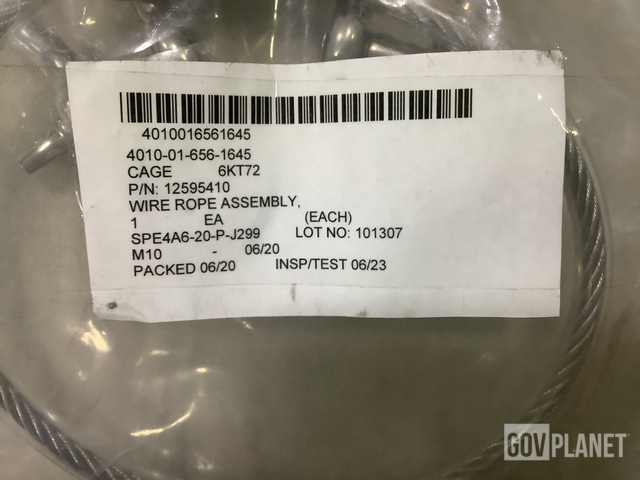 4010016561645
4010-01-656-1645
CAGE 6KT72
P/N: 12595410
WIRE ROPE ASSEMBLY,
1 EA (EACH)
SPE4A6-20-P-J299 LOT NO: 101307
M10 - 06/20
PACKED 06/20 INSP/TEST 06/23
GOVPLANET